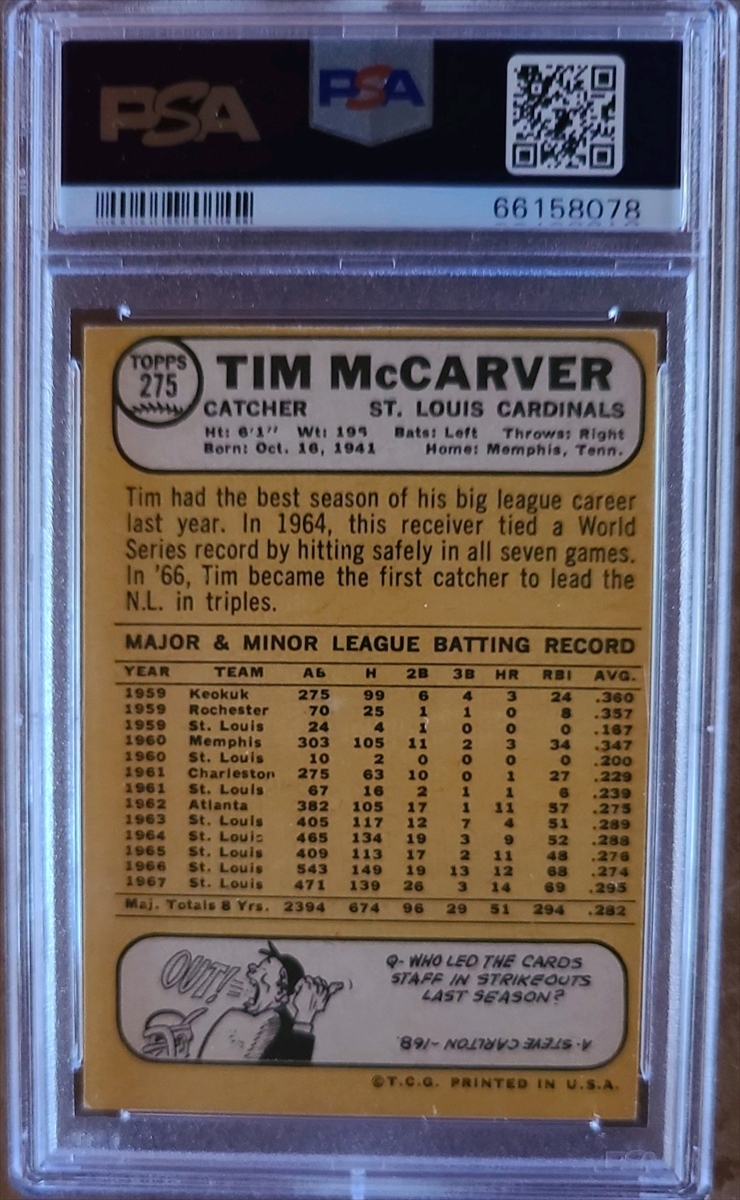 PSA PSA
66158078
TOPPS
275
TIM McCARVER
CATCHER ST. LOUIS CARDINALS
Ht: 6'1" Wt: 195 Bats: Left Throws: Right
Born: Oct. 16, 1941 Home: Memphis, Tenn.
Tim had the best season of his big league career
last year. In 1964, this receiver tied a World
Series record by hitting safely in all seven games.
In '66, Tim became the first catcher to lead the
N.L. in triples.
MAJOR & MINOR LEAGUE BATTING RECORD
YEAR TEAM AB H 2B 3B HR RBI AVG.
1959 Keokuk 275 99 6 4 3 24 .360
1959 Rochester 70 25 1 1 0 8 .357
1959 St. Louis 24 4 1 0 0 0 .167
1960 Memphis 303 105 11 2 3 34 .347
1960 St. Louis 10 2 0 0 0 0 .200
1961 Charleston 275 63 10 0 1 27 .229
1961 St. Louis 67 16 2 1 1 6 .239
1962 Atlanta 382 105 17 1 11 57 .275
1963 St. Louis 405 117 12 7 4 51 .289
1964 St. Louis 465 134 19 3 9 52 .288
1965 St. Louis 409 113 17 2 11 48 .276
1966 St. Louis 543 149 19 13 12 68 .274
1967 St. Louis 471 139 26 3 14 69 .295
Maj. Totals 8 Yrs. 2394 674 96 29 51 294 .282
OUT!
Q- WHO LED THE CARDS
STAFF IN STRIKEOUTS
LAST SEASON?
A- STEVE CARLTON -168.
©T.C.G. PRINTED IN U.S.A.
PSA